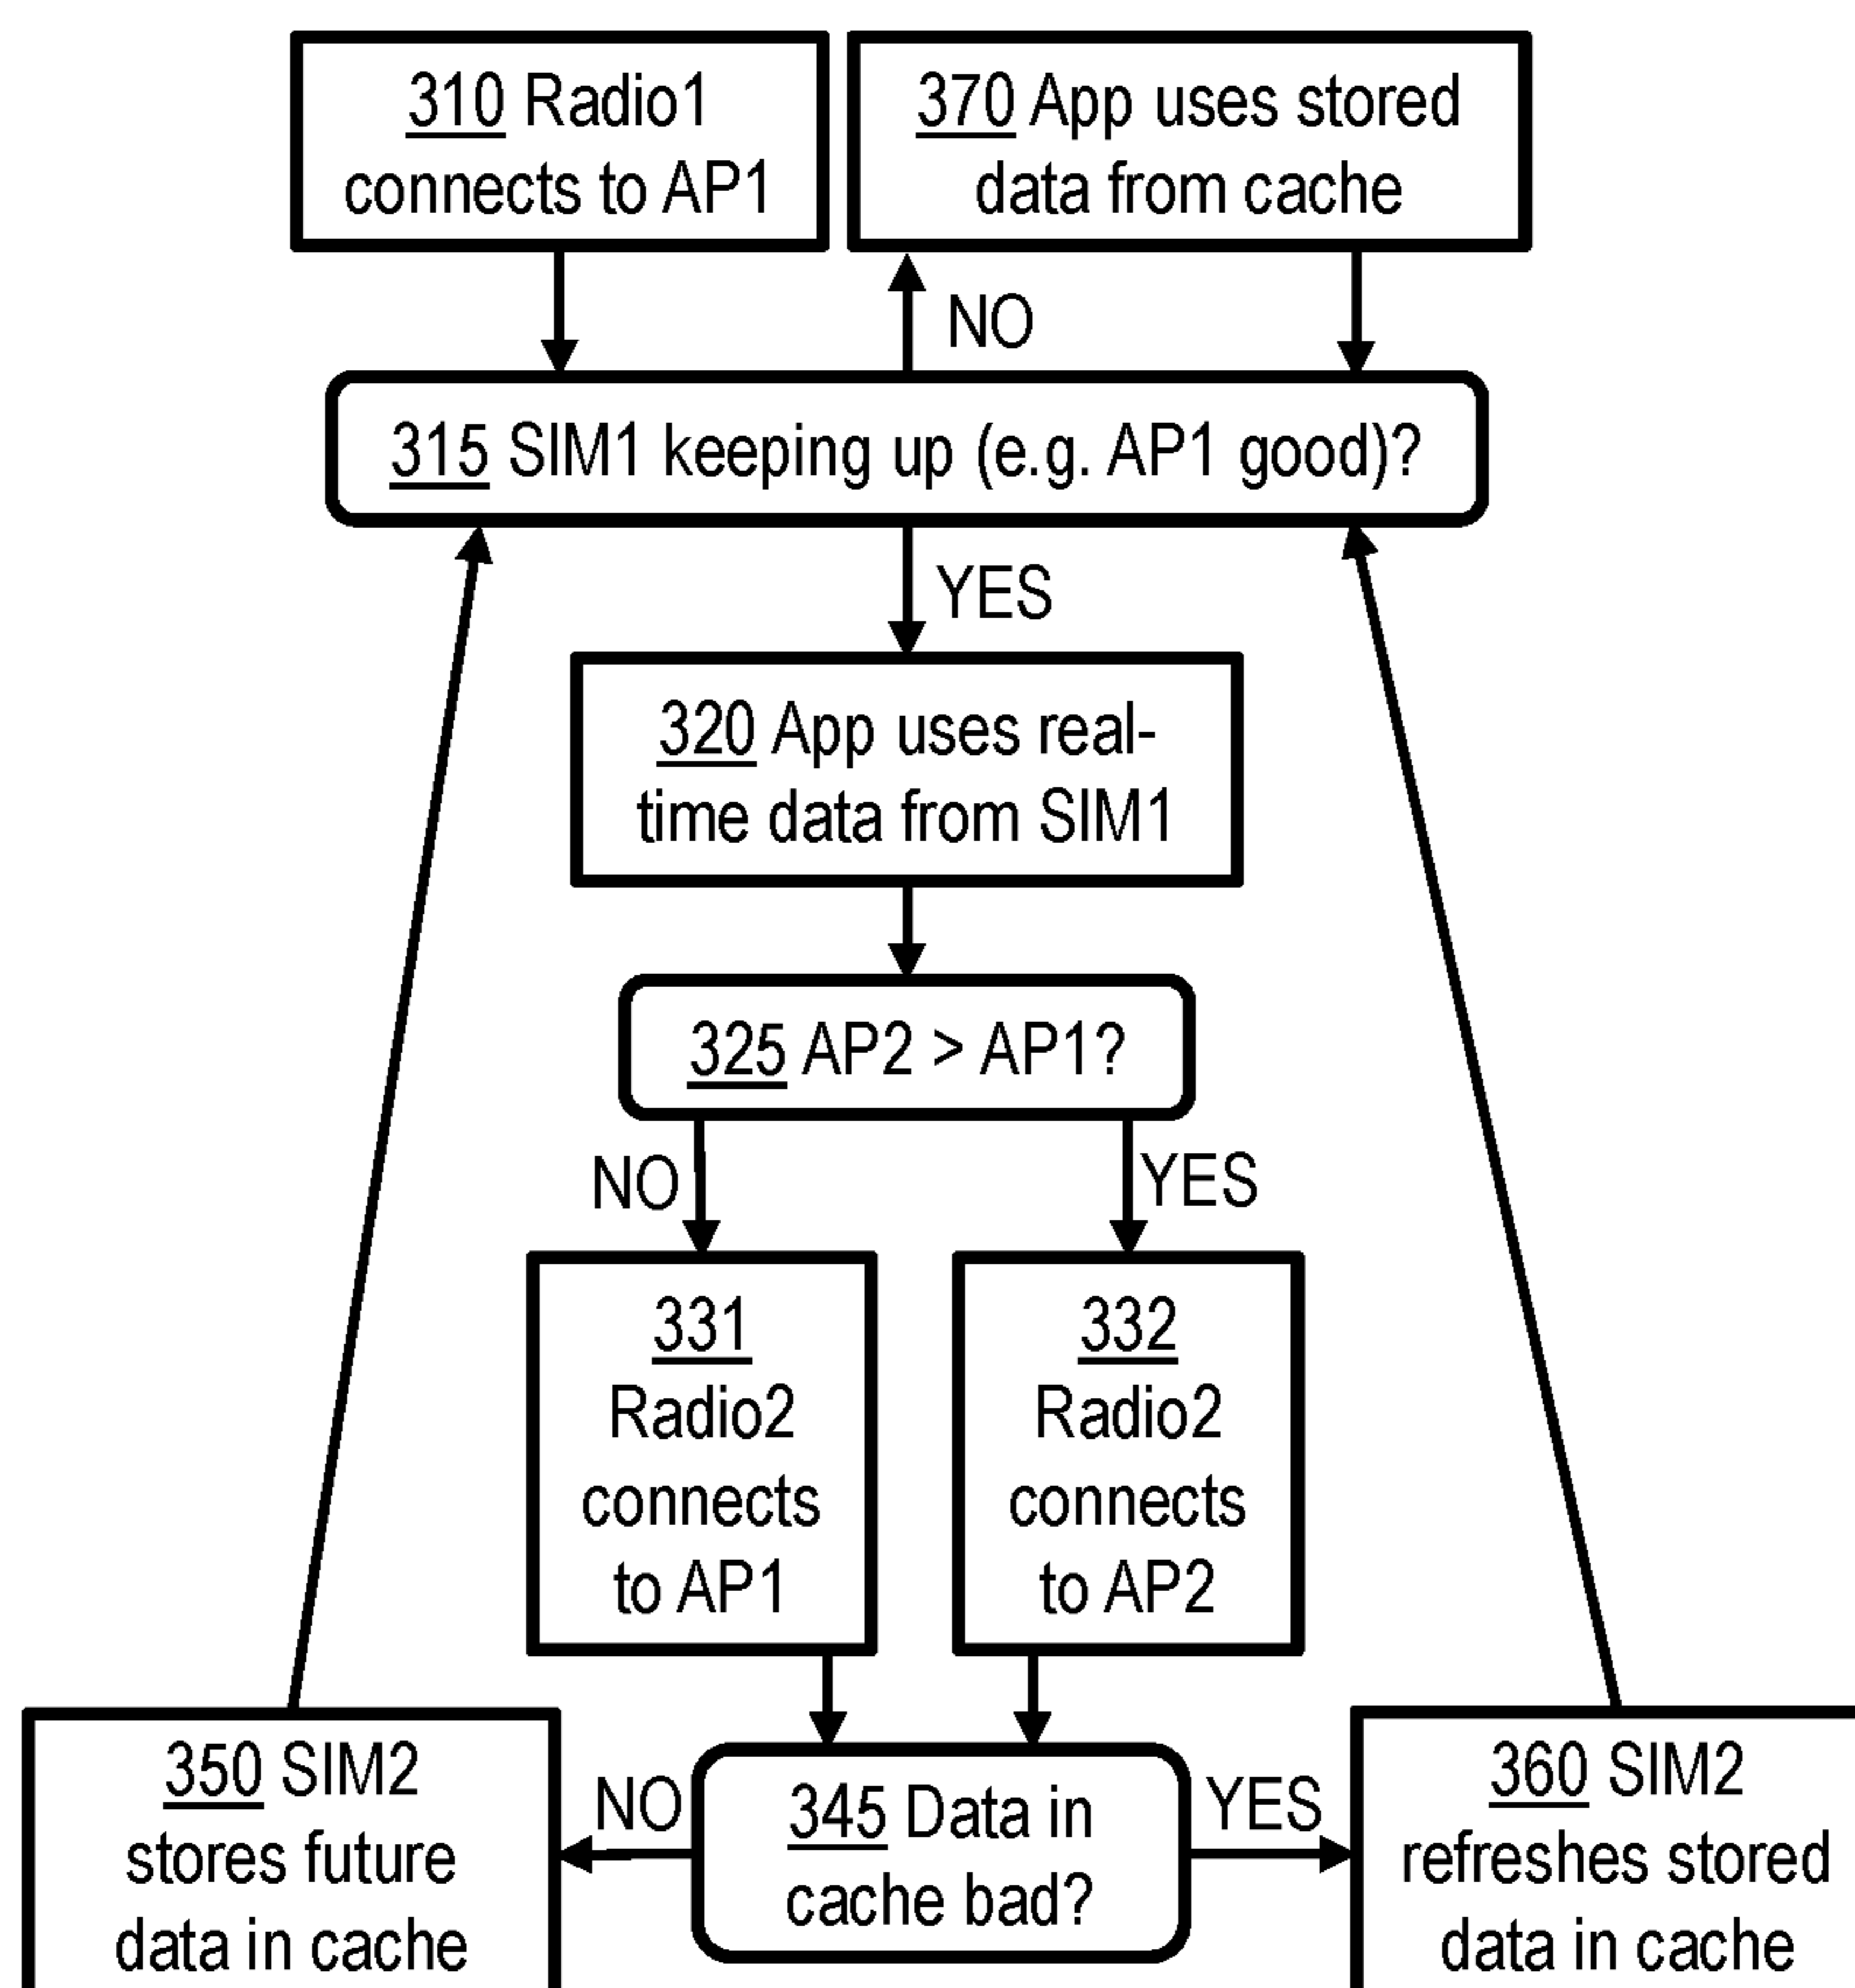 310 Radio1
connects to AP1
370 App uses stored
data from cache
NO
315 SIM1 keeping up (e.g. AP1 good)?
YES
320 App uses real-
time data from SIM1
325 AP2 > AP1?
NO
YES
331
Radio2
connects
to AP1
332
Radio2
connects
to AP2
350 SIM2
stores future
data in cache
NO
345 Data in
cache bad?
YES
360 SIM2
refreshes stored
data in cache